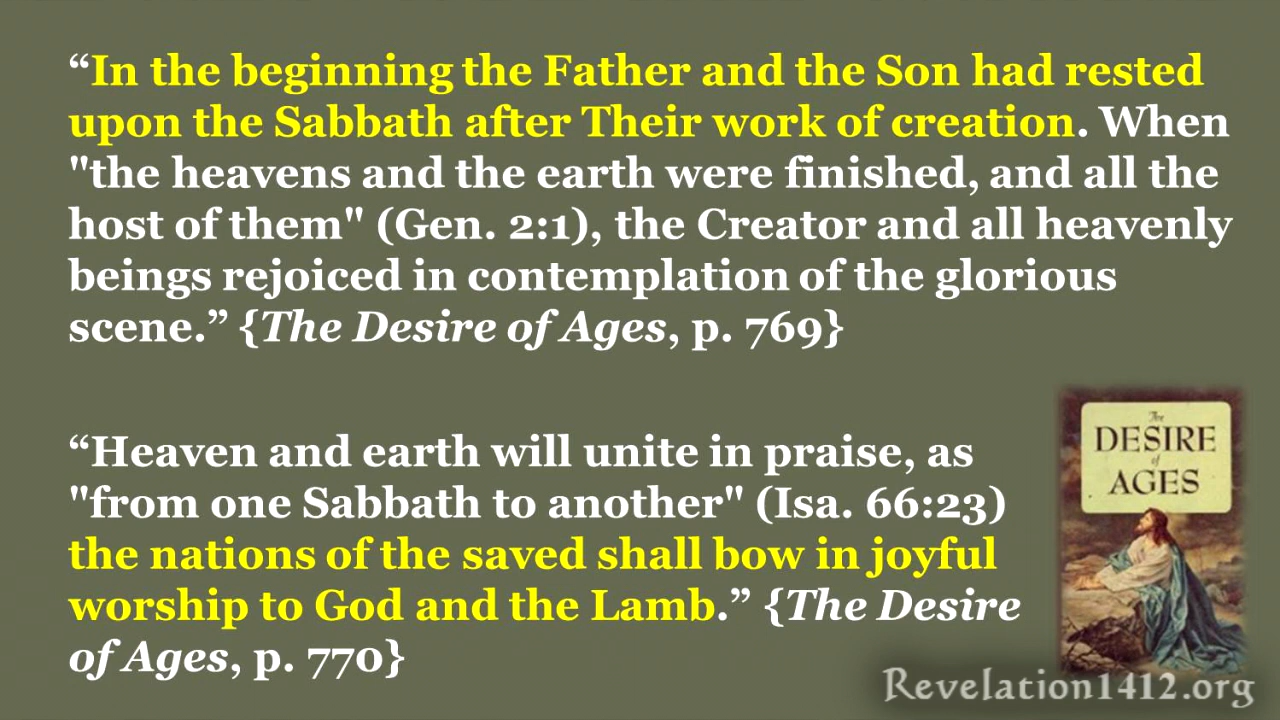 “In the beginning the Father and the Son had rested
upon the Sabbath after Their work of creation. When
"the heavens and the earth were finished, and all the
host of them" (Gen. 2:1), the Creator and all heavenly
beings rejoiced in contemplation of the glorious
scene.” {The Desire of Ages, p. 769}
“Heaven and earth will unite in praise, as
"from one Sabbath to another" (Isa. 66:23)
the nations of the saved shall bow in joyful
worship to God and the Lamb.” {The Desire
of Ages, p. 770}
The
DESIRE
of
AGES
Revelation1412.org